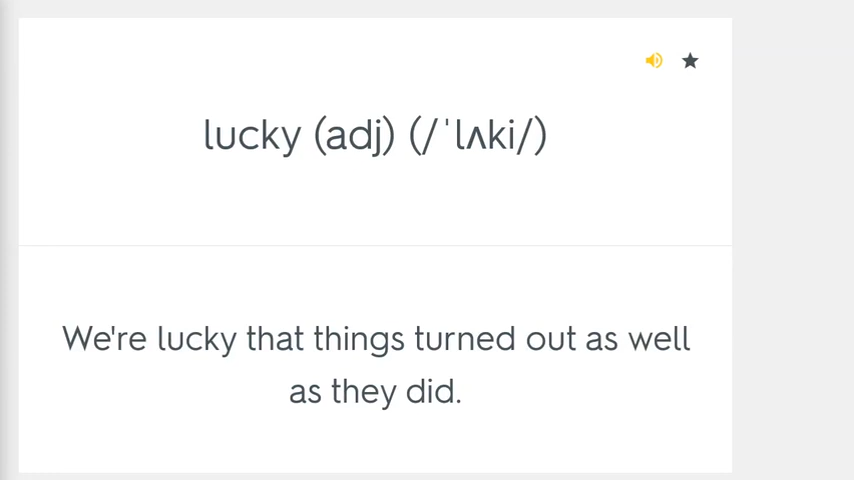 lucky (adj) (/ˈlʌki/)
We're lucky that things turned out as well
as they did.